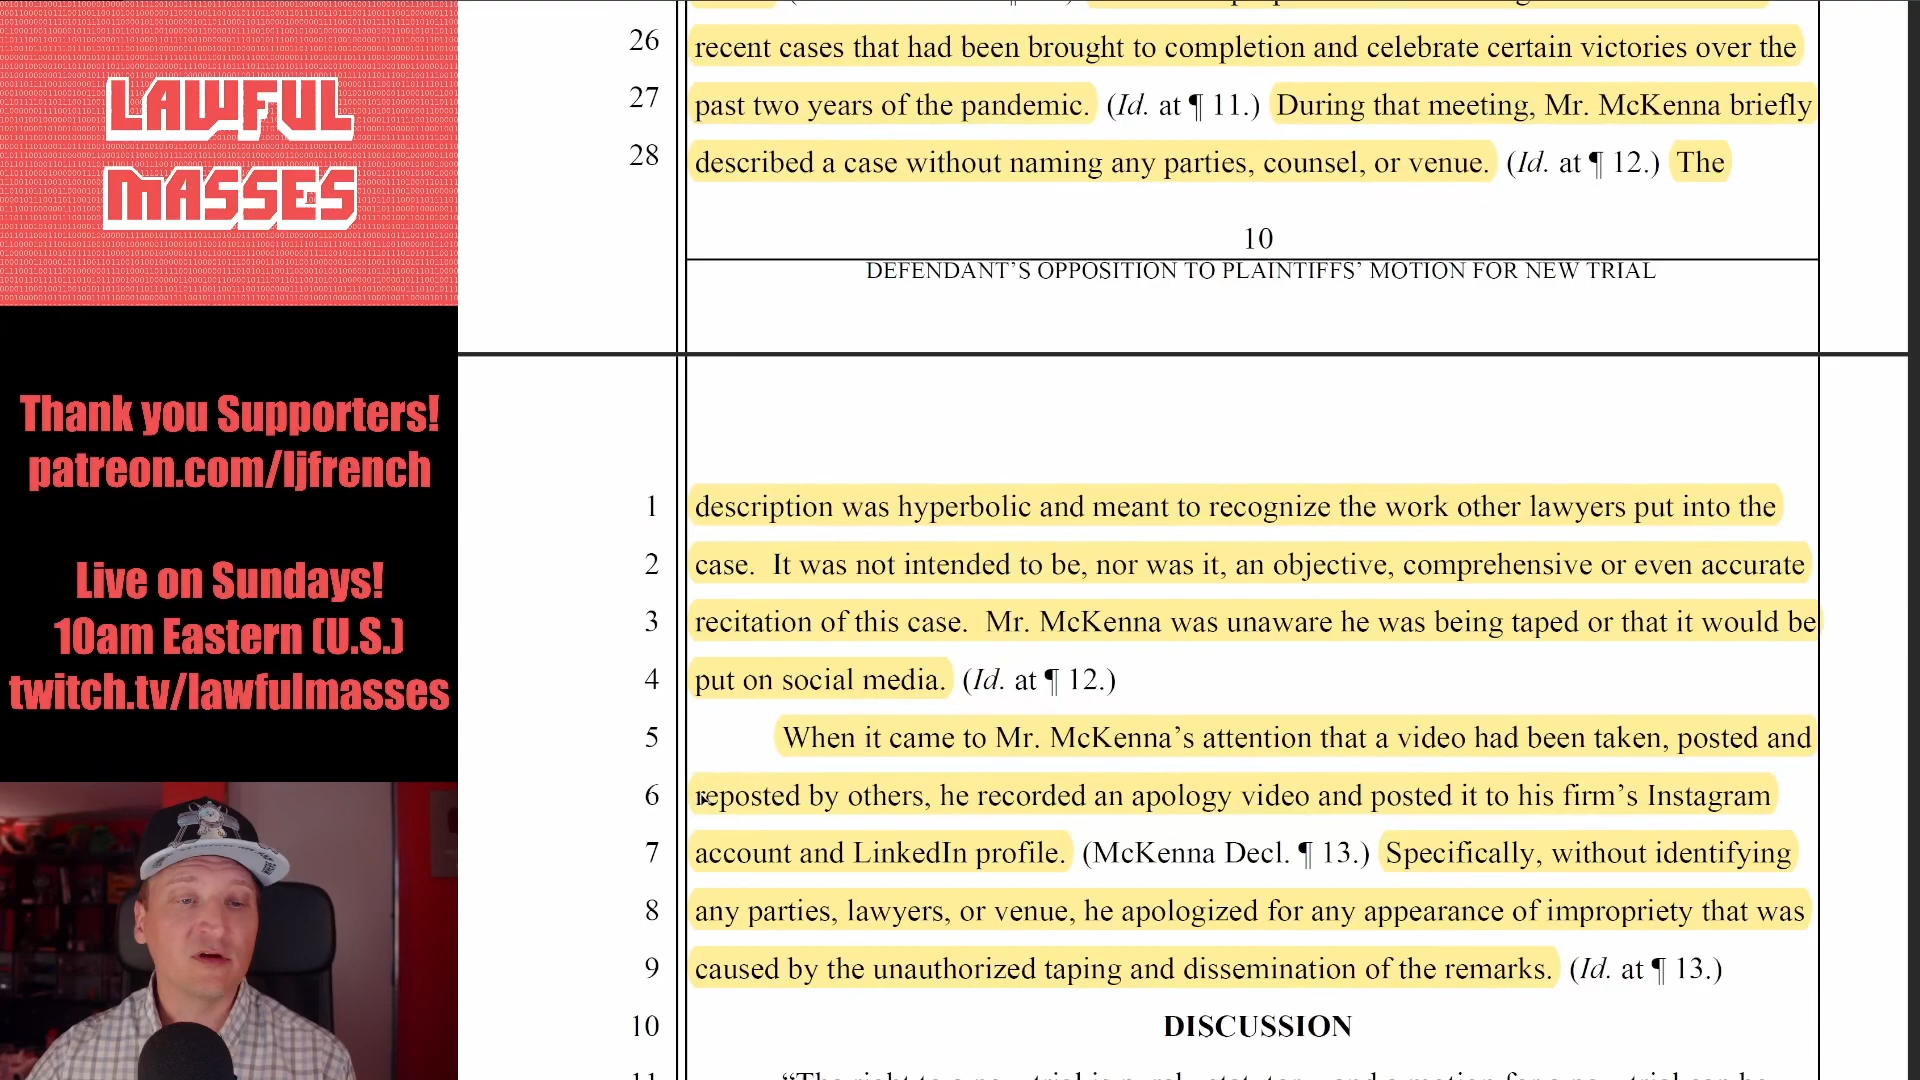 LAWFUL
MASSES
Thank you Supporters!
patreon.com/ljfrench
Live on Sundays!
10am Eastern (U.S.)
twitch.tv/lawfulmasses
26 recent cases that had been brought to completion and celebrate certain victories over the
27 past two years of the pandemic. (Id. at ¶ 11.) During that meeting, Mr. McKenna briefly
28 described a case without naming any parties, counsel, or venue. (Id. at ¶ 12.) The
10
DEFENDANT’S OPPOSITION TO PLAINTIFFS’ MOTION FOR NEW TRIAL
1 description was hyperbolic and meant to recognize the work other lawyers put into the
2 case. It was not intended to be, nor was it, an objective, comprehensive or even accurate
3 recitation of this case. Mr. McKenna was unaware he was being taped or that it would be
4 put on social media. (Id. at ¶ 12.)
5 When it came to Mr. McKenna’s attention that a video had been taken, posted and
6 reposted by others, he recorded an apology video and posted it to his firm’s Instagram
7 account and LinkedIn profile. (McKenna Decl. ¶ 13.) Specifically, without identifying
8 any parties, lawyers, or venue, he apologized for any appearance of impropriety that was
9 caused by the unauthorized taping and dissemination of the remarks. (Id. at ¶ 13.)
10 DISCUSSION